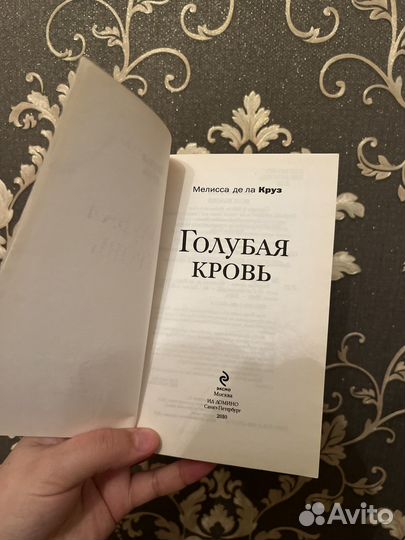 Мелисса де ла Круз
ГОЛУБАЯ
КРОВЬ
ЭКСМО
Москва
ИД ДОМИНО
Санкт-Петербург
2010
Avito